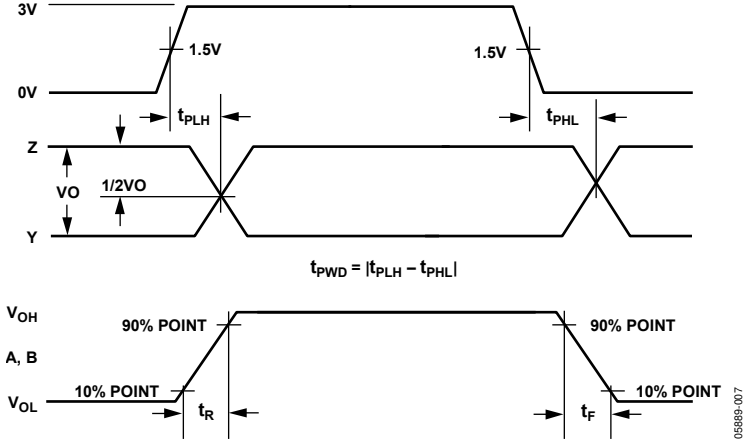 3V
1.5V
1.5V
0V
tPLH
tPHL
Z
VO
1/2VO
Y
tPWD = |tPLH – tPHL|
VOH
90% POINT
90% POINT
A, B
10% POINT
10% POINT
VOL
tR
tF
05889-007